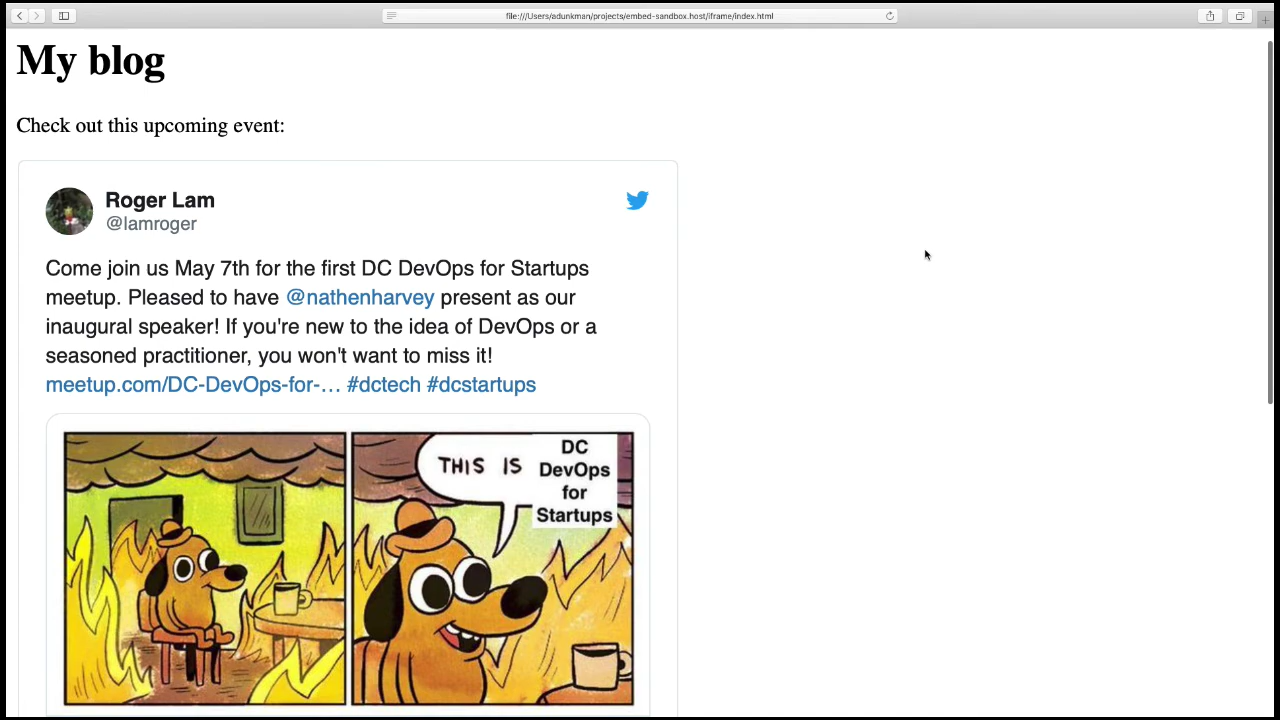 file:///Users/adunkman/projects/embed-sandbox.host/iframe/index.html
My blog
Check out this upcoming event:
Roger Lam
@lamroger
Come join us May 7th for the first DC DevOps for Startups
meetup. Pleased to have @nathenharvey present as our
inaugural speaker! If you're new to the idea of DevOps or a
seasoned practitioner, you won't want to miss it!
meetup.com/DC-DevOps-for-… #dctech #dcstartups
THIS IS
DC
DevOps
for
Startups